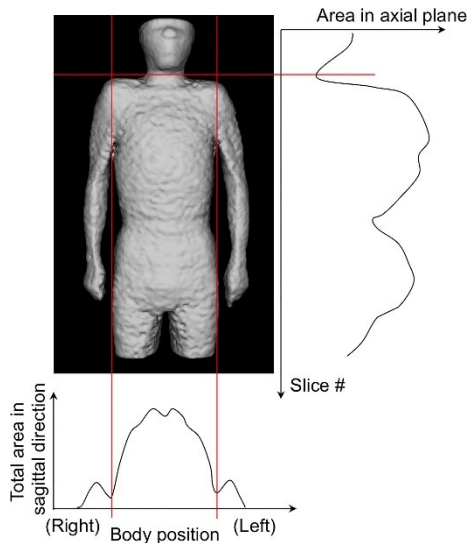 Area in axial plane
Slice #
Total area in
sagittal direction
(Right)
Body position
(Left)